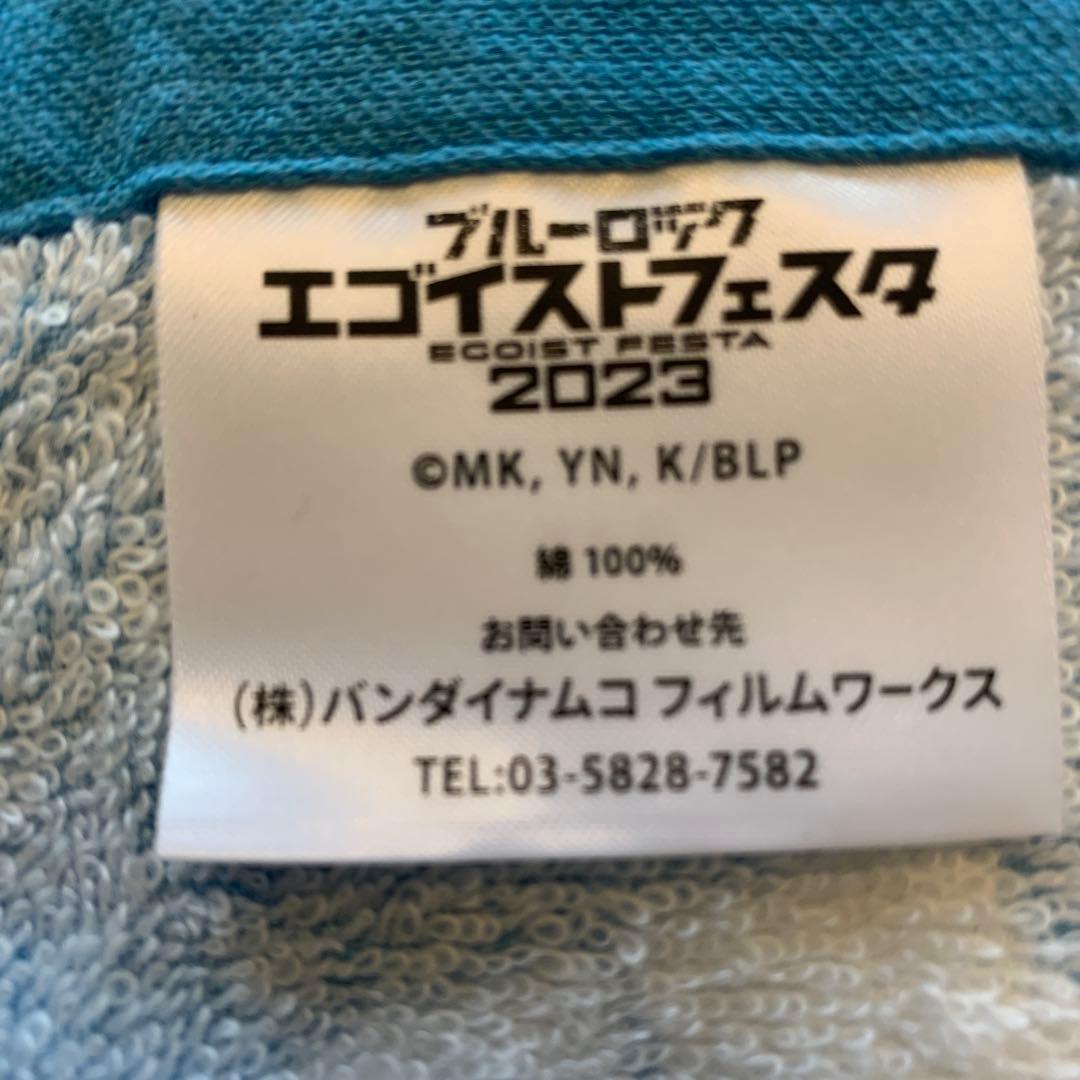 ブルーロック
エゴイストフェスタ
EGOIST FESTA
2023
©MK, YN, K/BLP
綿 100%
お問い合わせ先
(株)バンダイナムコ フィルムワークス
TEL:03-5828-7582